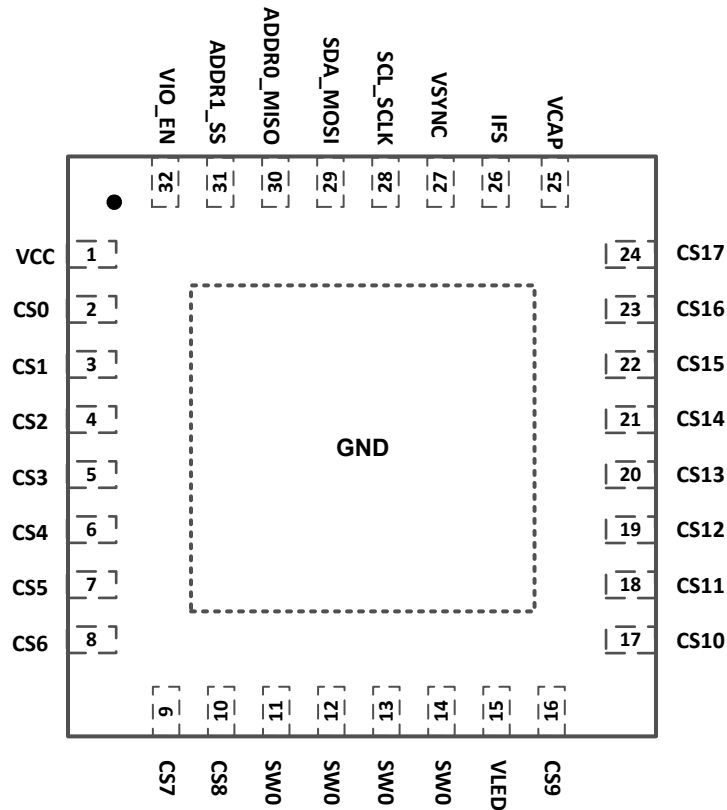 VIO_EN
ADDR1_SS
ADDR0_MISO
SDA_MOSI
SCL_SCLK
VSYNC
IFS
VCAP
32
31
30
29
28
27
26
25
VCC 1
24 CS17
CS0 2
23 CS16
CS1 3
22 CS15
CS2 4
21 CS14
CS3 5
20 CS13
CS4 6
19 CS12
CS5 7
18 CS11
CS6 8
17 CS10
GND
9
10
11
12
13
14
15
16
CS7
CS8
SW0
SW0
SW0
SW0
VLED
CS9